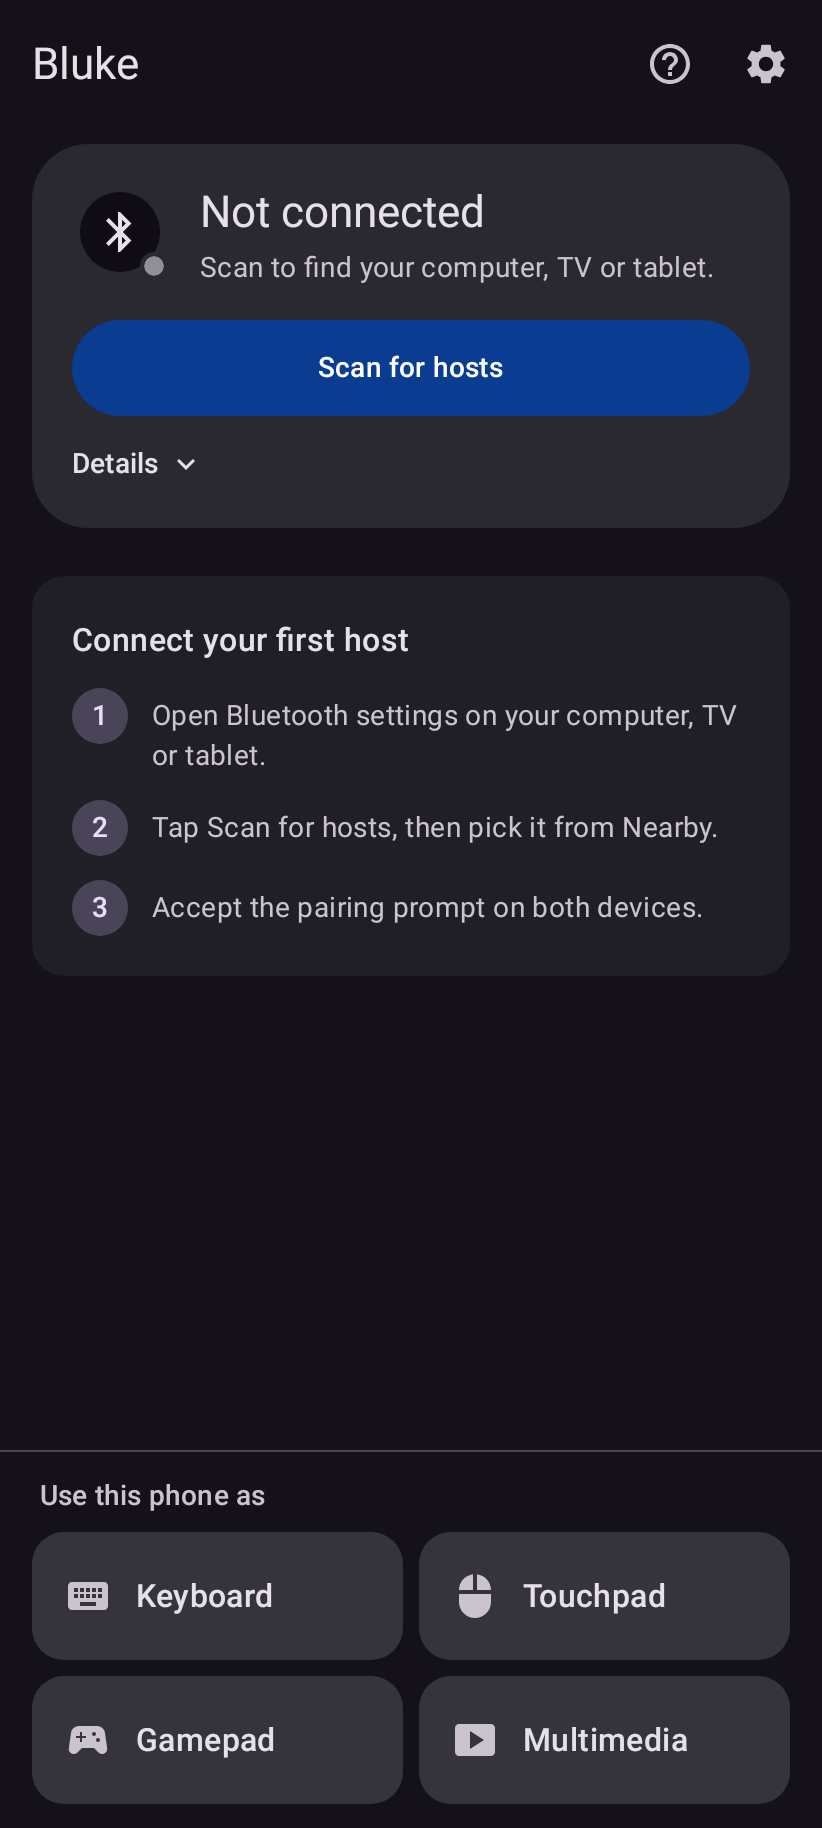 Bluke
Not connected
Scan to find your computer, TV or tablet.
Scan for hosts
Details
Connect your first host
1 Open Bluetooth settings on your computer, TV
or tablet.
2 Tap Scan for hosts, then pick it from Nearby.
3 Accept the pairing prompt on both devices.
Use this phone as
Keyboard
Touchpad
Gamepad
Multimedia